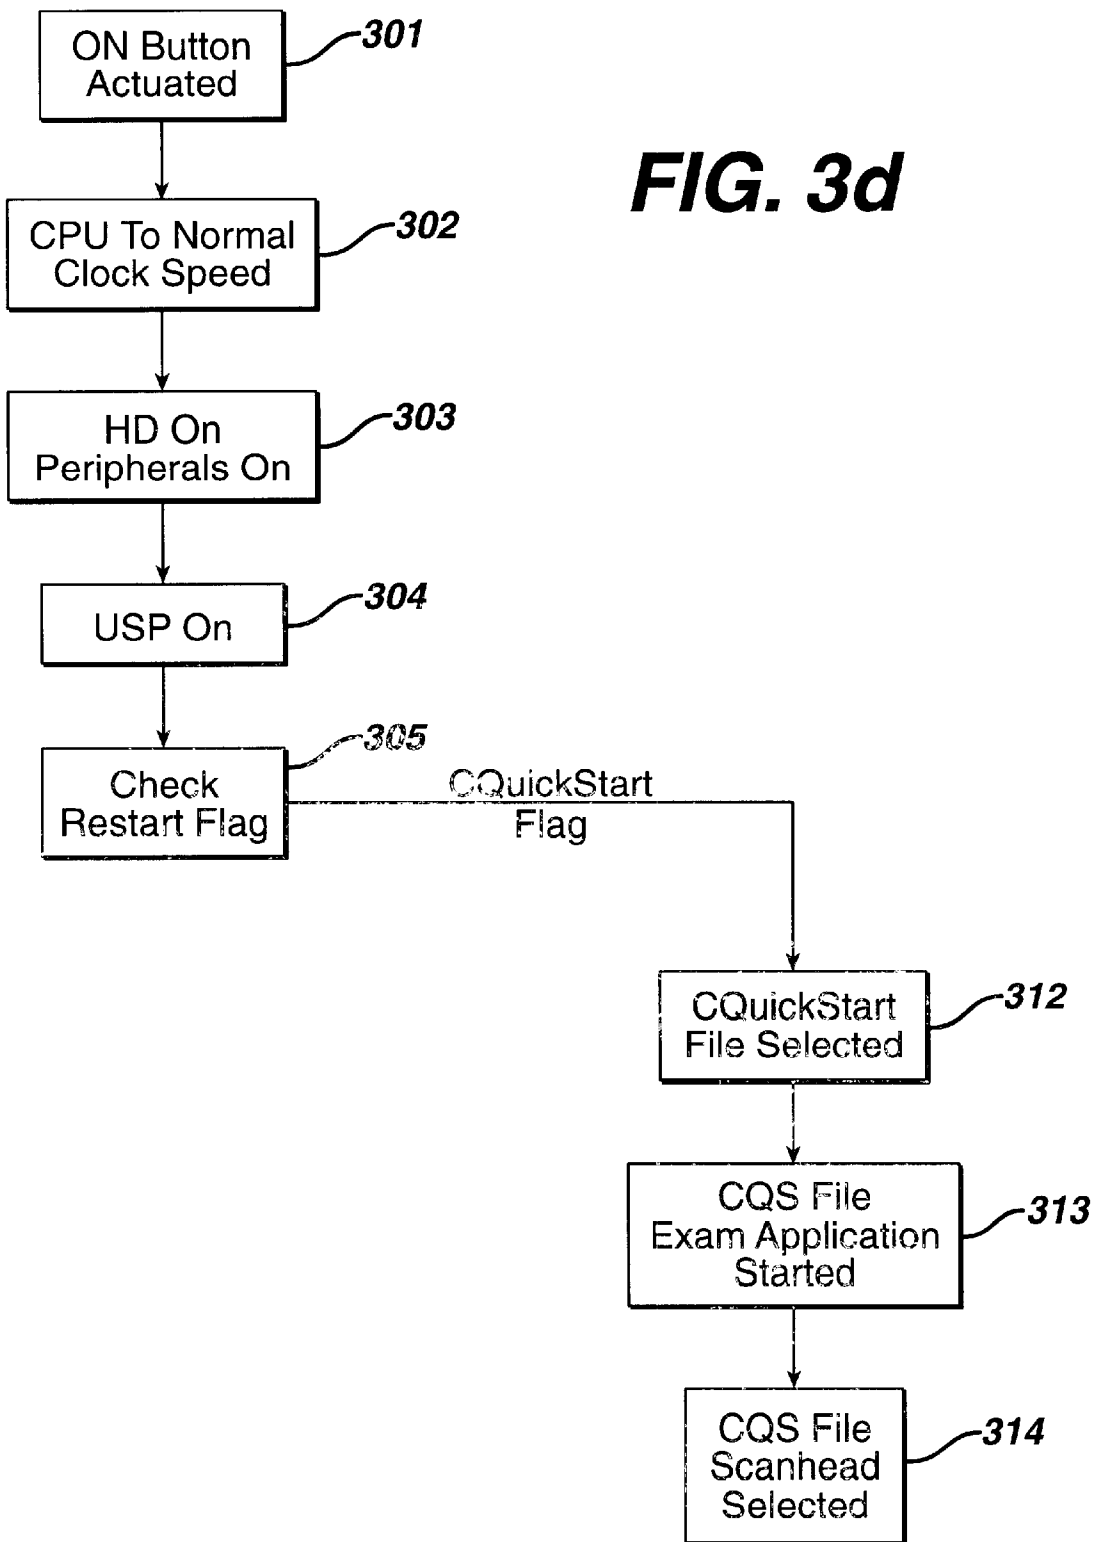 ON Button
Actuated
301
FIG. 3d
CPU To Normal
Clock Speed
302
HD On
Peripherals On
303
USP On
304
Check
Restart Flag
305
CQuickStart
Flag
CQuickStart
File Selected
312
CQS File
Exam Application
Started
313
CQS File
Scanhead
Selected
314